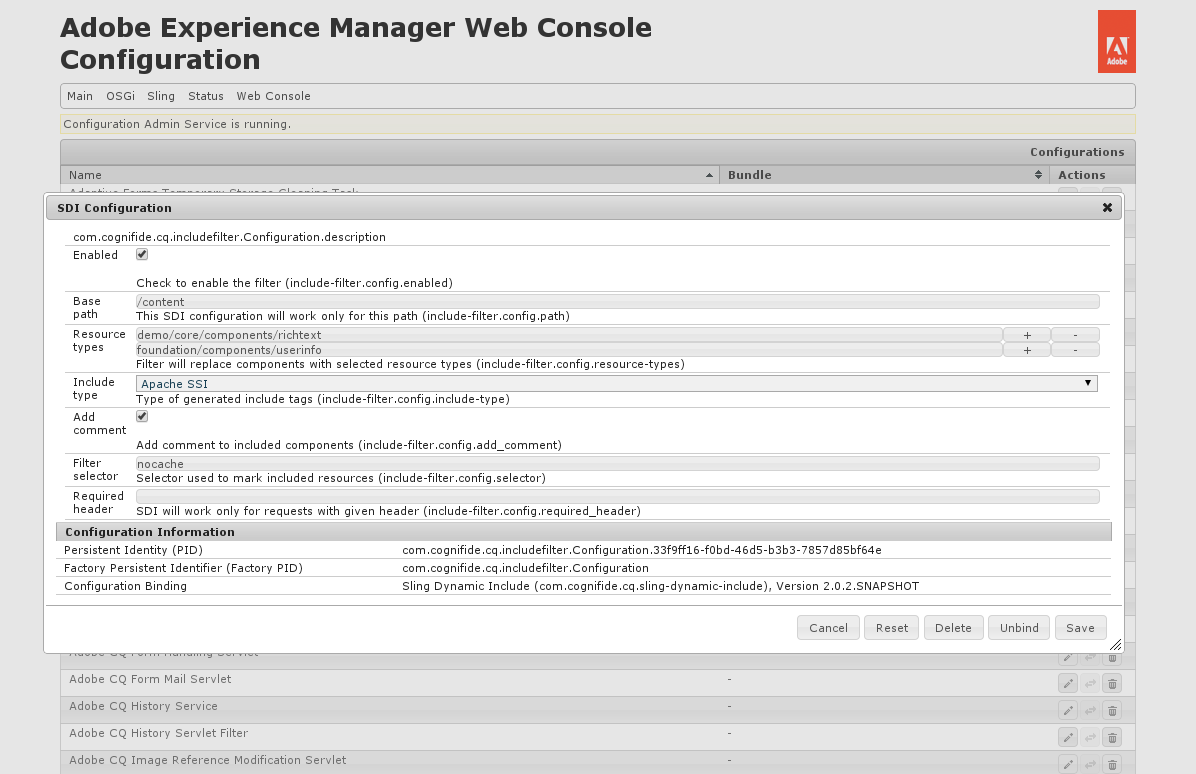 Adobe Experience Manager Web Console
Configuration
Adobe
Main OSGi Sling Status Web Console
Configuration Admin Service is running.
Configurations
Name Bundle Actions
Adaptive Forms Temporary Storage Cleaning Task
SDI Configuration
com.cognifide.cq.includefilter.Configuration.description
Enabled
Check to enable the filter (include-filter.config.enabled)
Base
path
/content
This SDI configuration will work only for this path (include-filter.config.path)
Resource
types
demo/core/components/richtext + -
foundation/components/userinfo + -
Filter will replace components with selected resource types (include-filter.config.resource-types)
Include
type
Apache SSI
Type of generated include tags (include-filter.config.include-type)
Add
comment
Add comment to included components (include-filter.config.add_comment)
Filter
selector
nocache
Selector used to mark included resources (include-filter.config.selector)
Required
header
SDI will work only for requests with given header (include-filter.config.required_header)
Configuration Information
Persistent Identity (PID) com.cognifide.cq.includefilter.Configuration.33f9ff16-f0bd-46d5-b3b3-7857d85bf64e
Factory Persistent Identifier (Factory PID) com.cognifide.cq.includefilter.Configuration
Configuration Binding Sling Dynamic Include (com.cognifide.cq.sling-dynamic-include), Version 2.0.2.SNAPSHOT
Cancel Reset Delete Unbind Save
Adobe CQ Form Handling Servlet
Adobe CQ Form Mail Servlet -
Adobe CQ History Service -
Adobe CQ History Servlet Filter -
Adobe CQ Image Reference Modification Servlet -